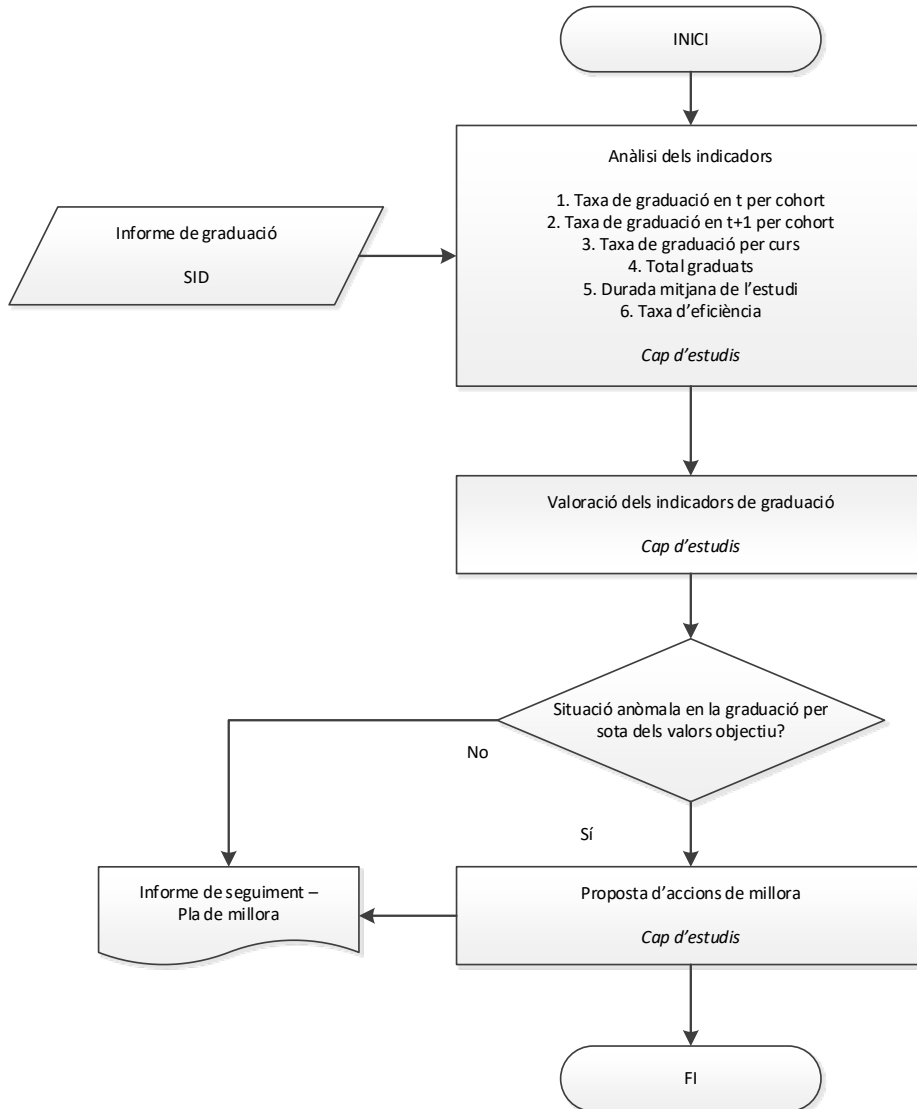 INICI
Anàlisi dels indicadors
1. Taxa de graduació en t per cohort
2. Taxa de graduació en t+1 per cohort
3. Taxa de graduació per curs
4. Total graduats
5. Durada mitjana de l’estudi
6. Taxa d’eficiència
Cap d’estudis
Informe de graduació
SID
Valoració dels indicadors de graduació
Cap d’estudis
Situació anòmala en la graduació per
sota dels valors objectiu?
No
Sí
Informe de seguiment –
Pla de millora
Proposta d’accions de millora
Cap d’estudis
FI